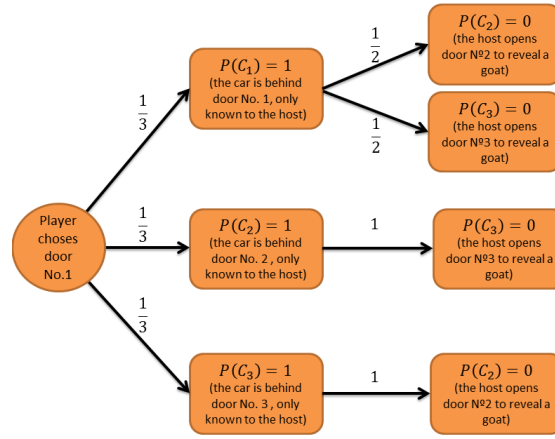 Player
choses
door
No.1
1/3
1/3
1/3
P(C₁) = 1
(the car is behind
door No. 1, only
known to the host)
P(C₂) = 1
(the car is behind
door No. 2 , only
known to the host)
P(C₃) = 1
(the car is behind
door No. 3 , only
known to the host)
1/2
1/2
1
1
P(C₂) = 0
(the host opens
door Nº2 to reveal a
goat)
P(C₃) = 0
(the host opens
door Nº3 to reveal a
goat)
P(C₃) = 0
(the host opens
door Nº3 to reveal a
goat)
P(C₂) = 0
(the host opens
door Nº2 to reveal a
goat)